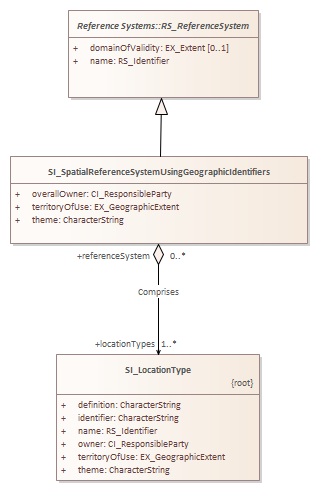 Reference Systems::RS_ReferenceSystem
+ domainOfValidity: EX_Extent [0..1]
+ name: RS_Identifier
SI_SpatialReferenceSystemUsingGeographicIdentifiers
+ overallOwner: CI_ResponsibleParty
+ territoryOfUse: EX_GeographicExtent
+ theme: CharacterString
+referenceSystem 0..*
Comprises
+locationTypes 1..*
SI_LocationType
{root}
+ definition: CharacterString
+ identifier: CharacterString
+ name: RS_Identifier
+ owner: CI_ResponsibleParty
+ territoryOfUse: EX_GeographicExtent
+ theme: CharacterString